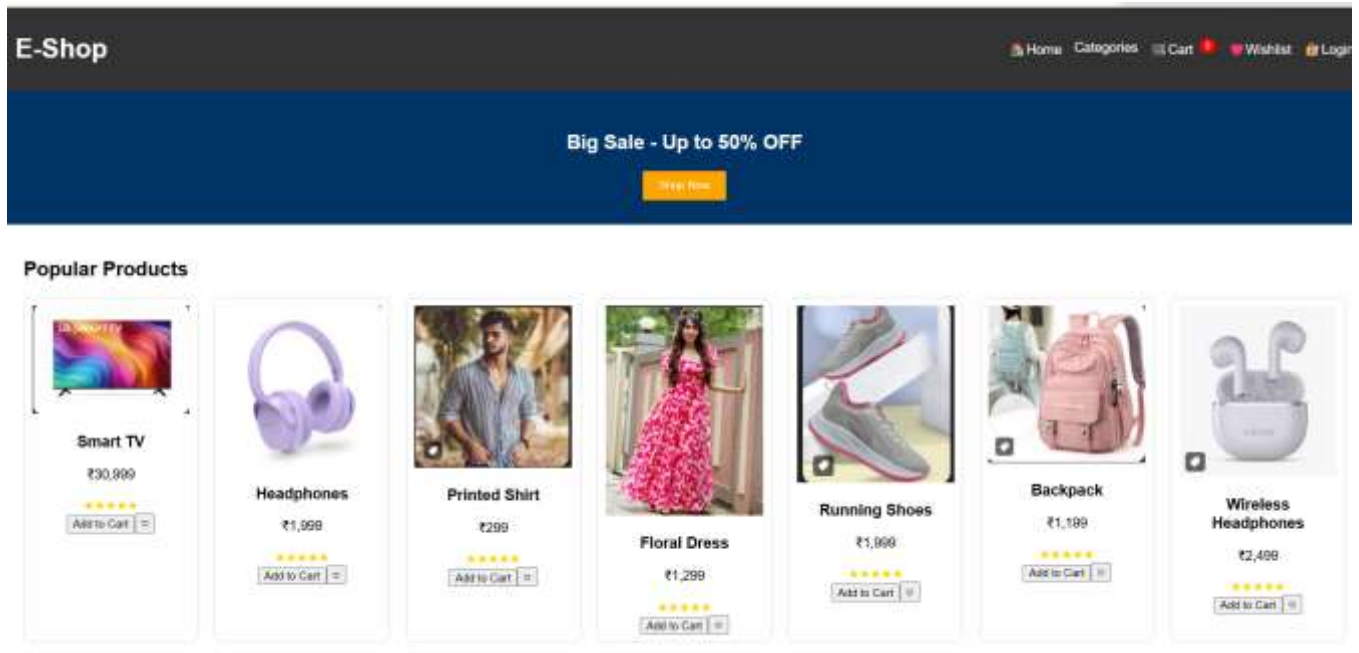 E-Shop
Home Categories Cart Wishlist Login
Big Sale - Up to 50% OFF
Shop Now
Popular Products
Smart TV
₹30,999
Add to Cart
Headphones
₹1,999
Add to Cart
Printed Shirt
₹299
Add to Cart
Floral Dress
₹1,299
Add to Cart
Running Shoes
₹1,999
Add to Cart
Backpack
₹1,199
Add to Cart
Wireless
Headphones
₹2,499
Add to Cart